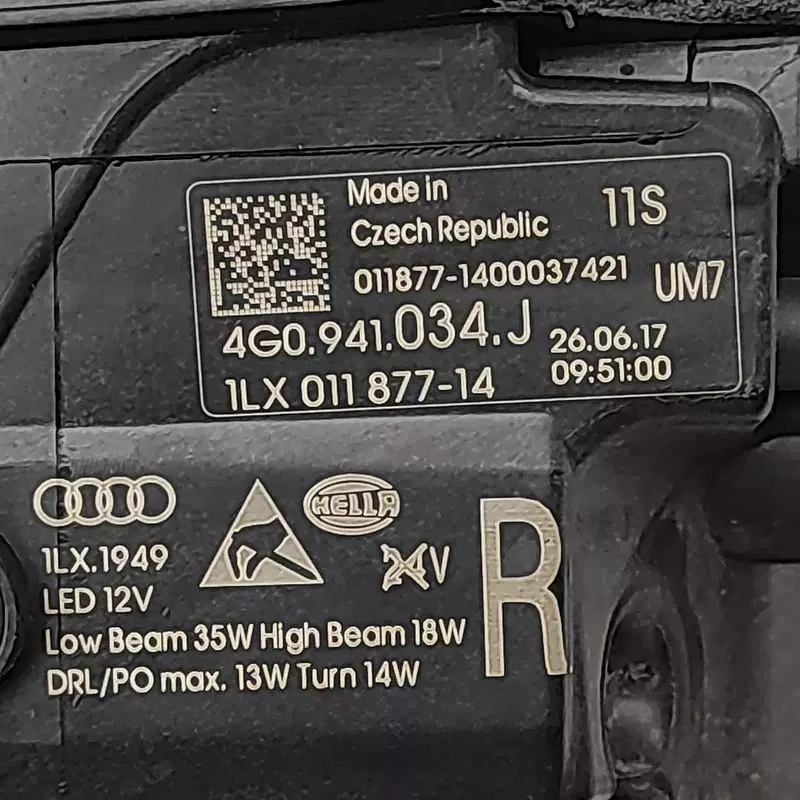 Made in
Czech Republic
11S
011877-1400037421
UM7
4G0.941.034.J
26.06.17
1LX 011 877-14
09:51:00
HELLA
1LX.1949
24V
LED 12V
Low Beam 35W High Beam 18W
DRL/PO max. 13W Turn 14W
R